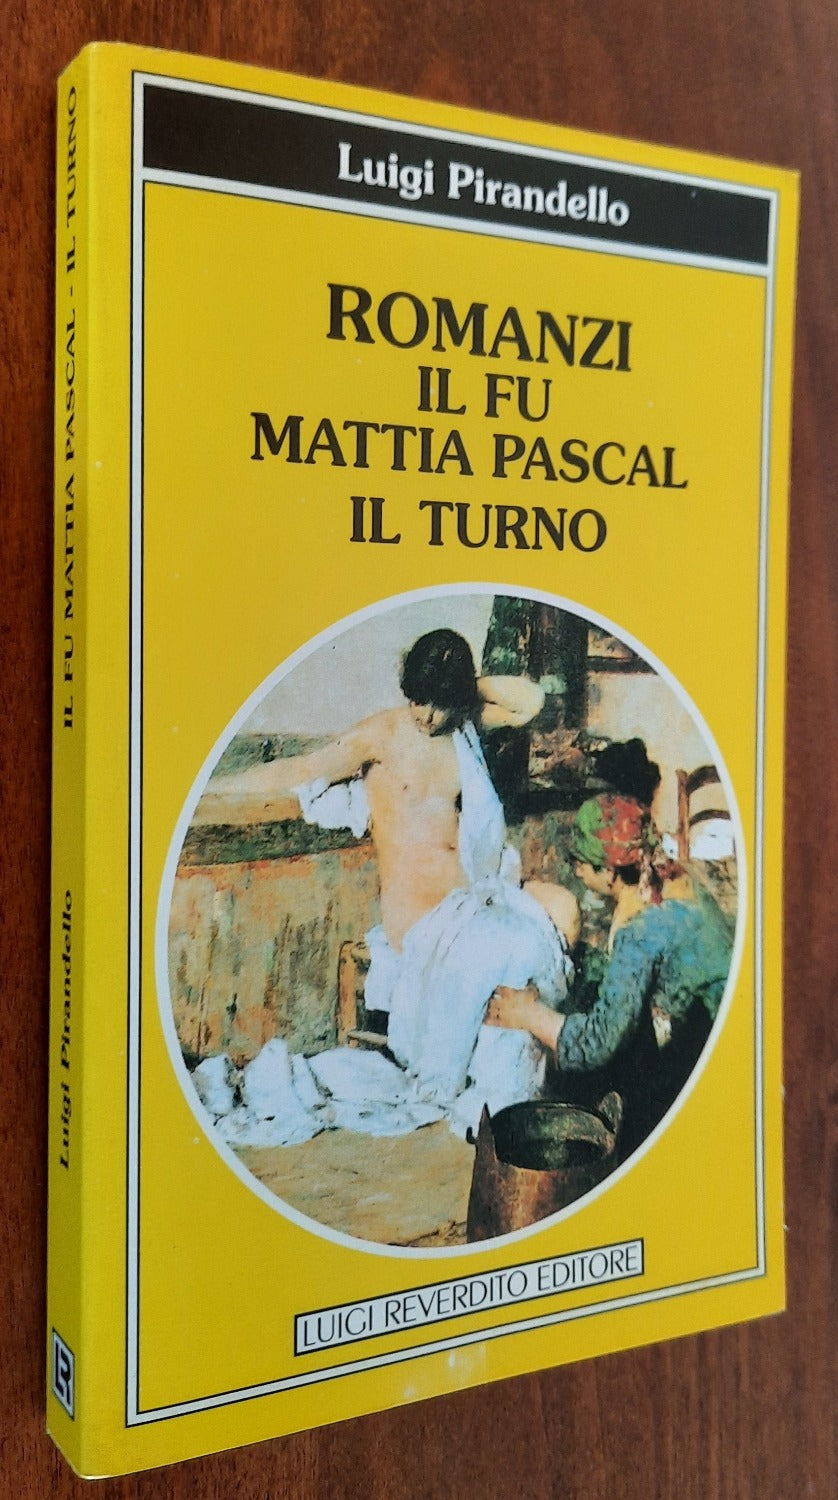 Luigi Pirandello
ROMANZI
IL FU
MATTIA PASCAL
IL TURNO
LUIGI REVERDITO EDITORE
Luigi Pirandello IL FU MATTIA PASCAL - IL TURNO
LR